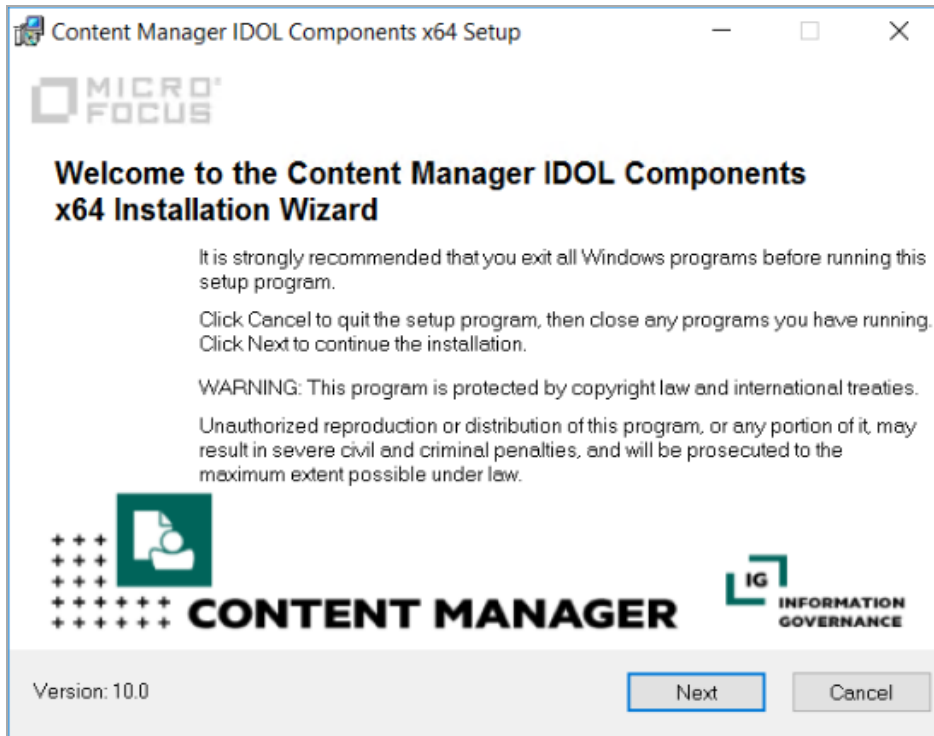 Content Manager IDOL Components x64 Setup
MICRO
FOCUS
Welcome to the Content Manager IDOL Components
x64 Installation Wizard
It is strongly recommended that you exit all Windows programs before running this
setup program.
Click Cancel to quit the setup program, then close any programs you have running.
Click Next to continue the installation.
WARNING: This program is protected by copyright law and international treaties.
Unauthorized reproduction or distribution of this program, or any portion of it, may
result in severe civil and criminal penalties, and will be prosecuted to the
maximum extent possible under law.
CONTENT MANAGER
IG
INFORMATION
GOVERNANCE
Version: 10.0
Next
Cancel